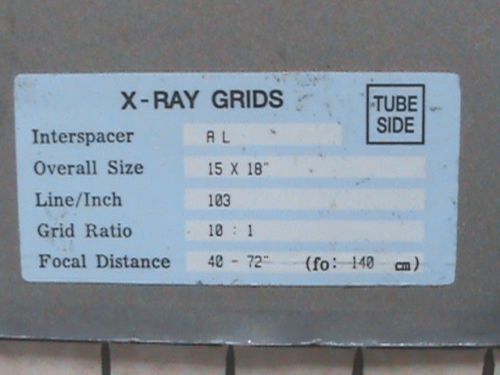 X-RAY GRIDS
TUBE
SIDE
Interspacer AL
Overall Size 15 X 18"
Line/Inch 103
Grid Ratio 10 : 1
Focal Distance 40 - 72" (fo: 140 cm)